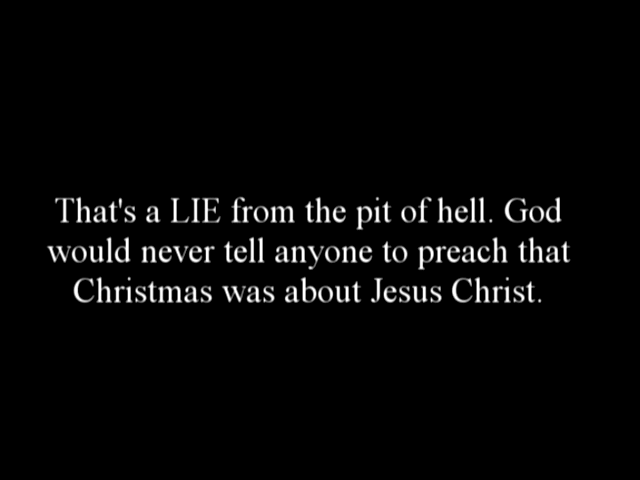 That's a LIE from the pit of hell. God
would never tell anyone to preach that
Christmas was about Jesus Christ.